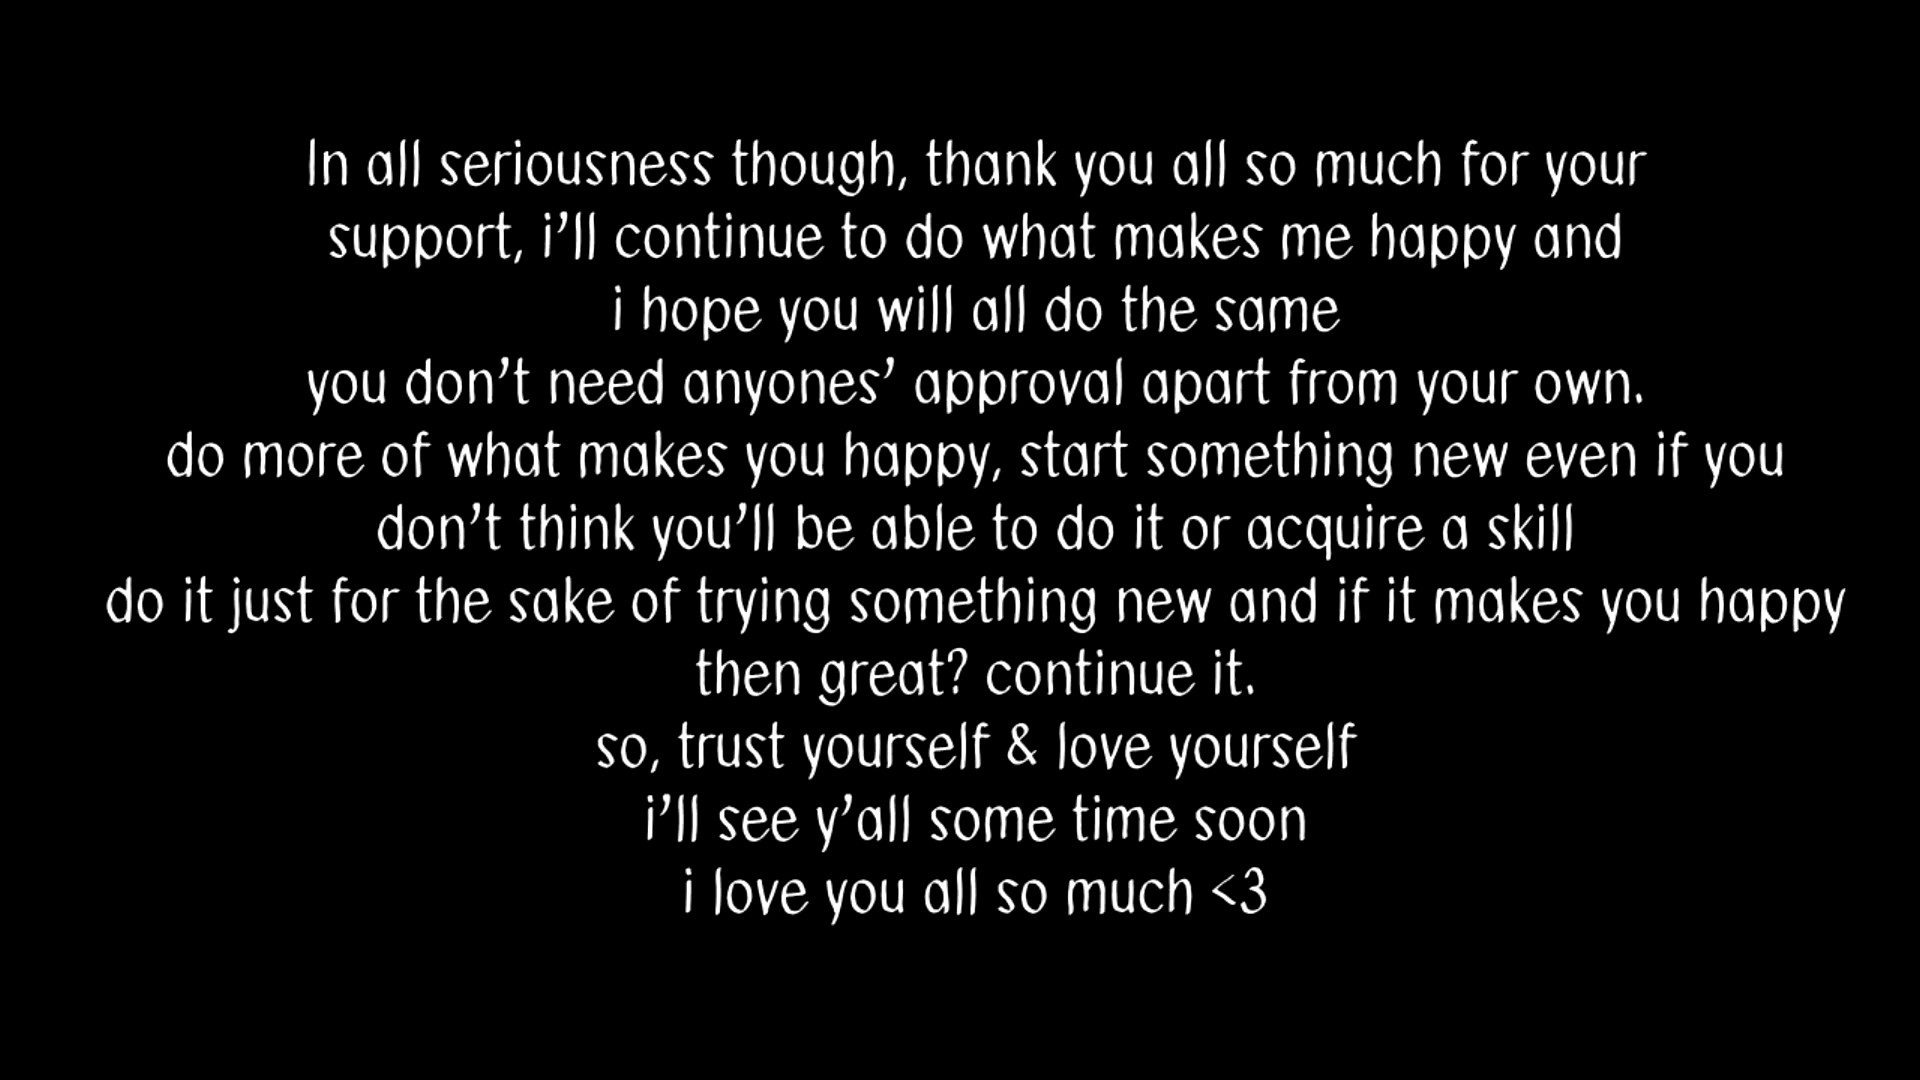 In all seriousness though, thank you all so much for your
support, i’ll continue to do what makes me happy and
i hope you will all do the same
you don’t need anyones’ approval apart from your own.
do more of what makes you happy, start something new even if you
don’t think you’ll be able to do it or acquire a skill
do it just for the sake of trying something new and if it makes you happy
then great? continue it.
so, trust yourself & love yourself
i’ll see y’all some time soon
i love you all so much <3